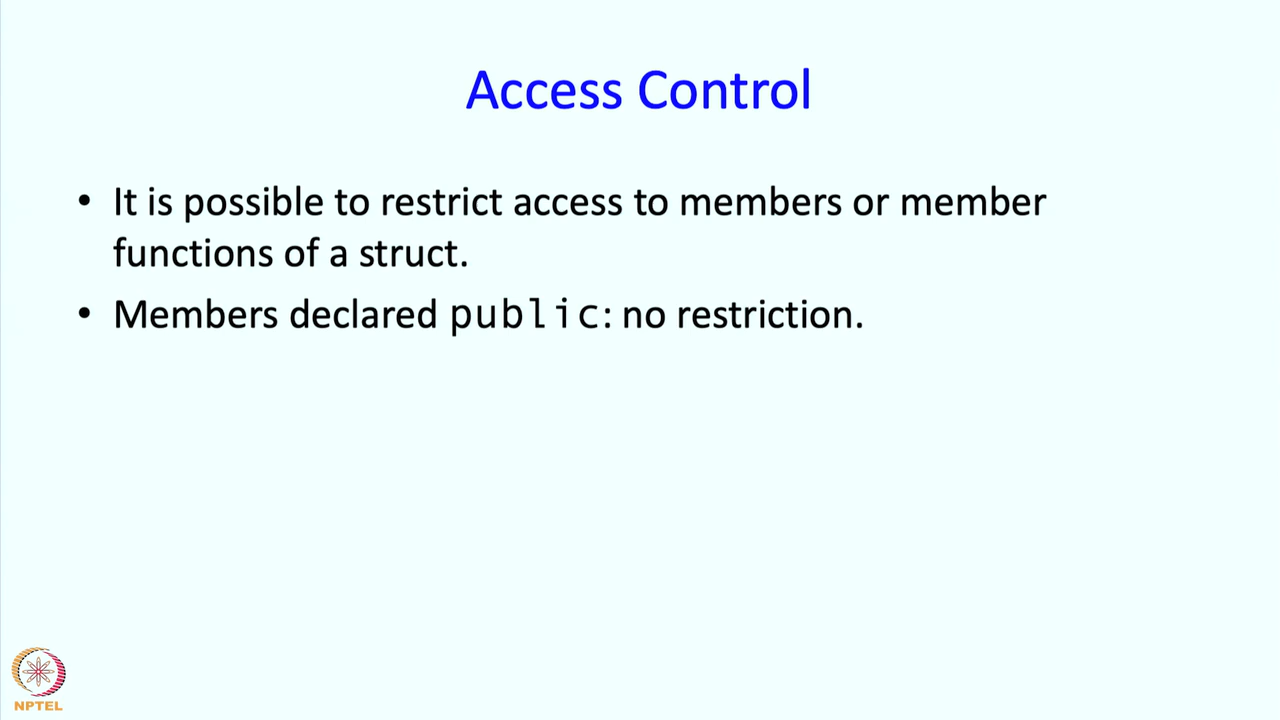 Access Control
• It is possible to restrict access to members or member
functions of a struct.
• Members declared public: no restriction.
NPTEL